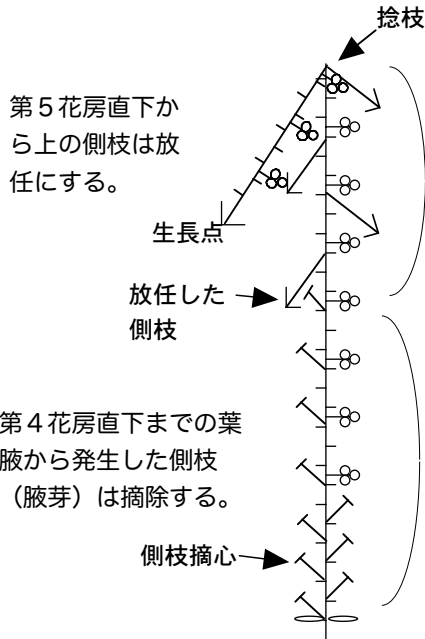 捻枝
第５花房直下か
ら上の側枝は放
任にする。
生長点
放任した
側枝
第４花房直下までの葉
腋から発生した側枝
（腋芽）は摘除する。
側枝摘心